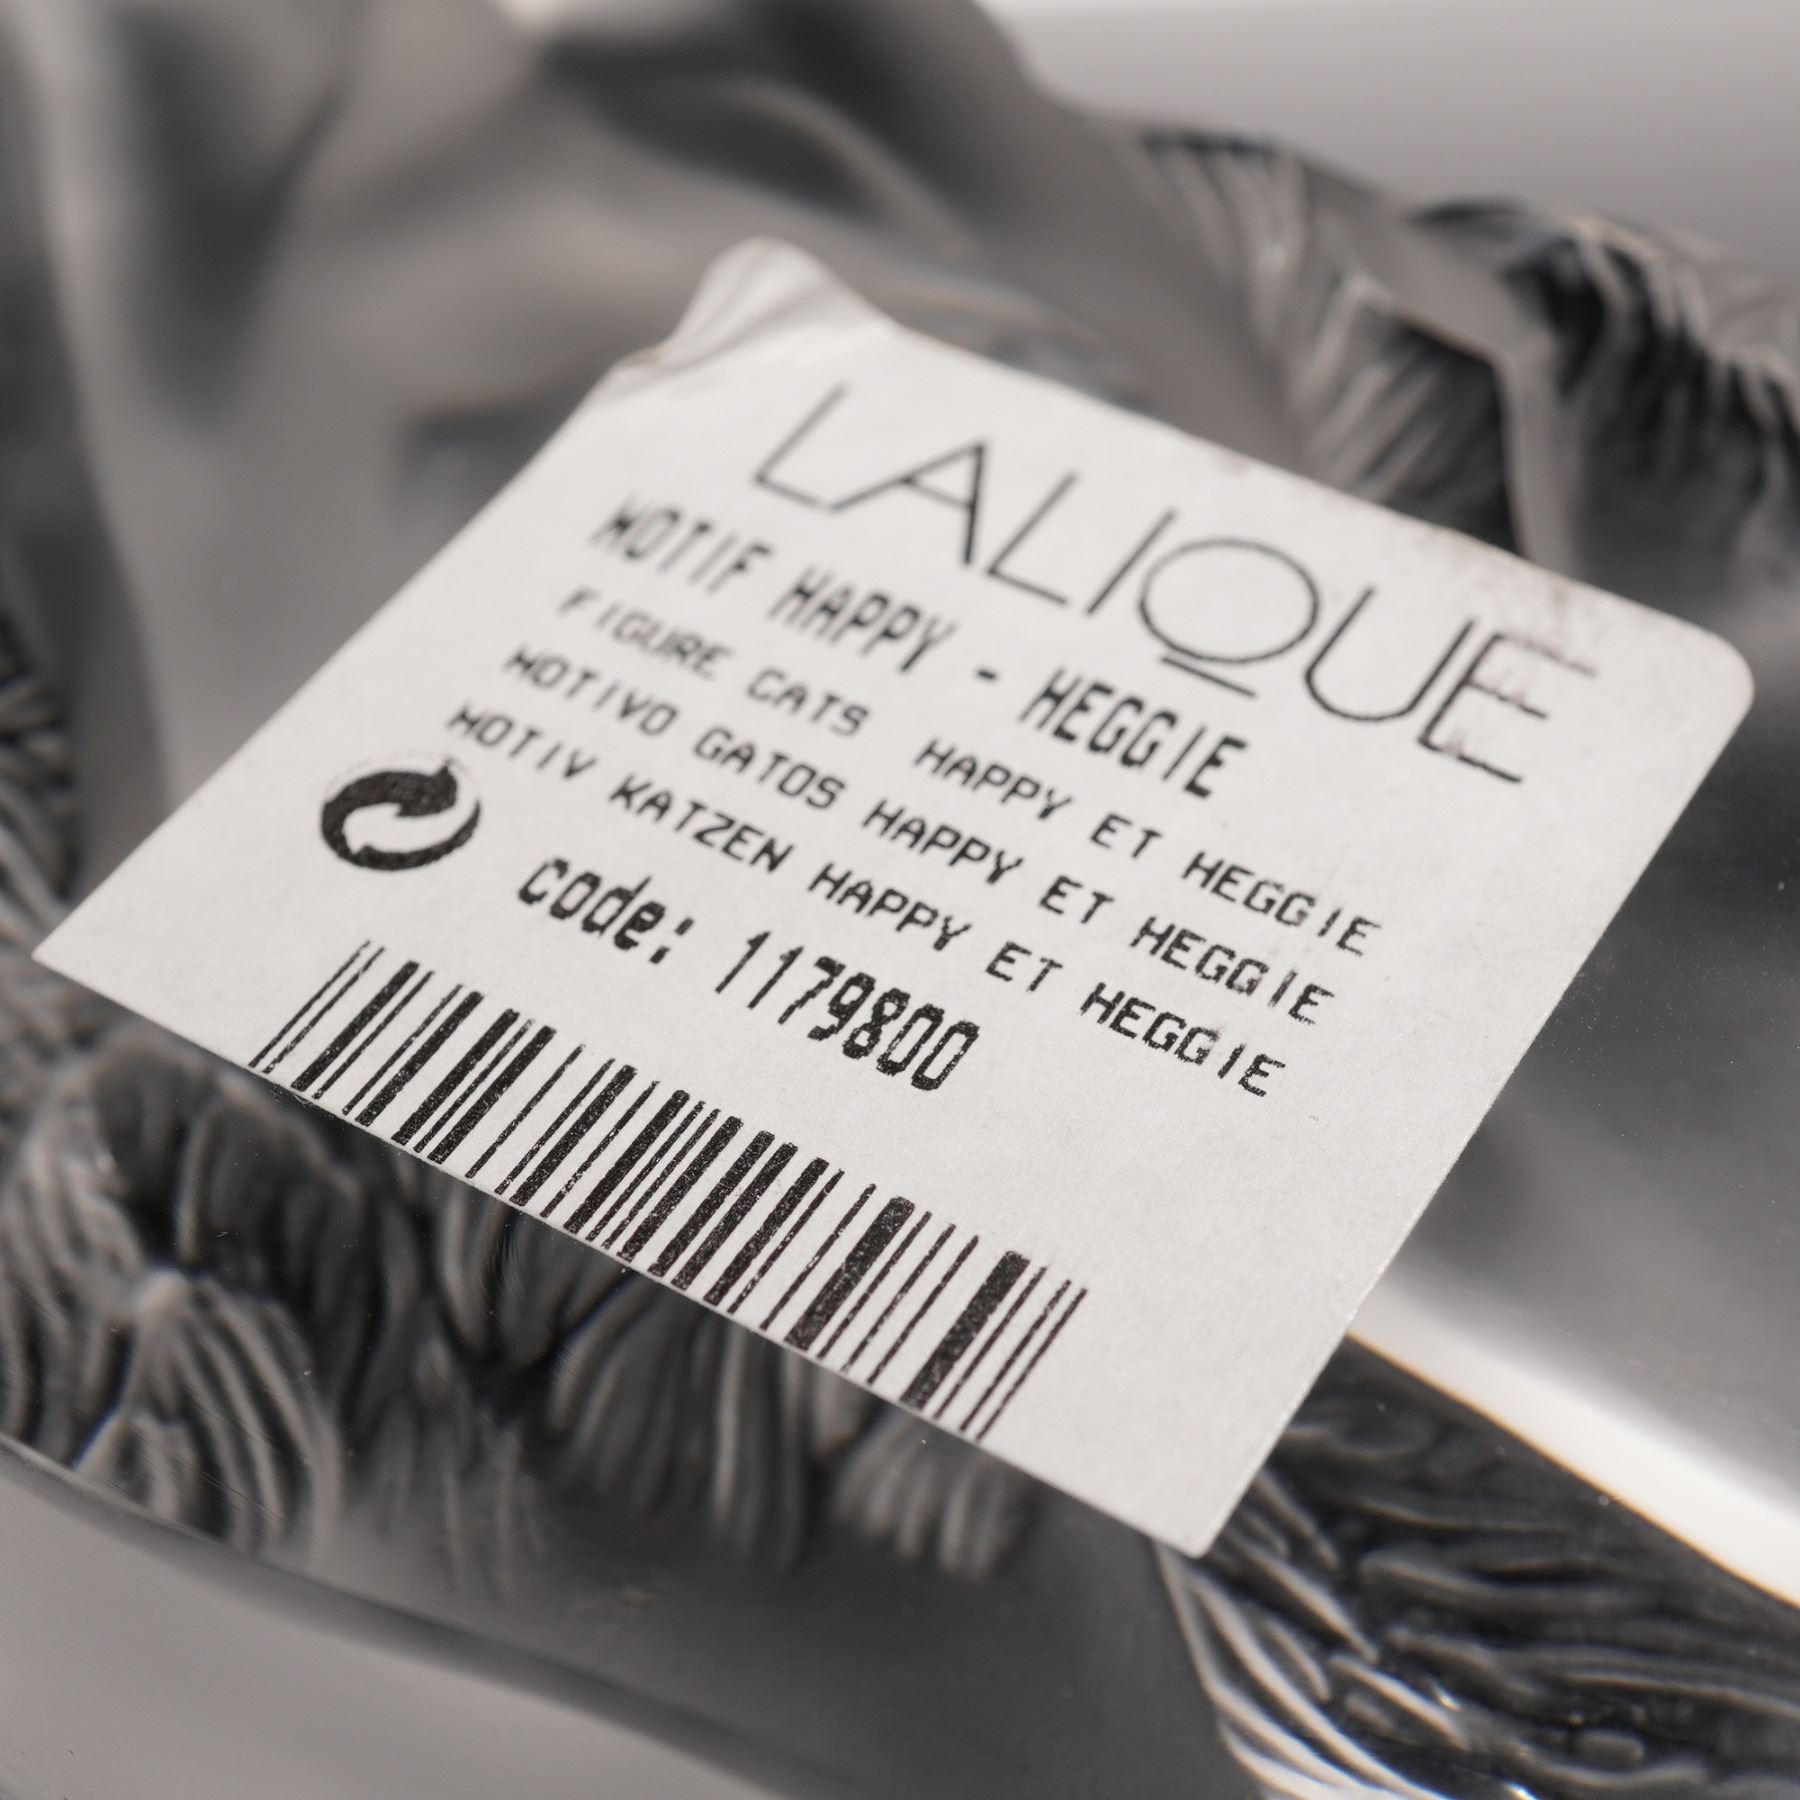 LALIQUE
MOTIF HAPPY - HEGGIE
FIGURE CATS HAPPY ET HEGGIE
MOTIVO GATOS HAPPY ET HEGGIE
MOTIV KATZEN HAPPY ET HEGGIE
code: 1179800